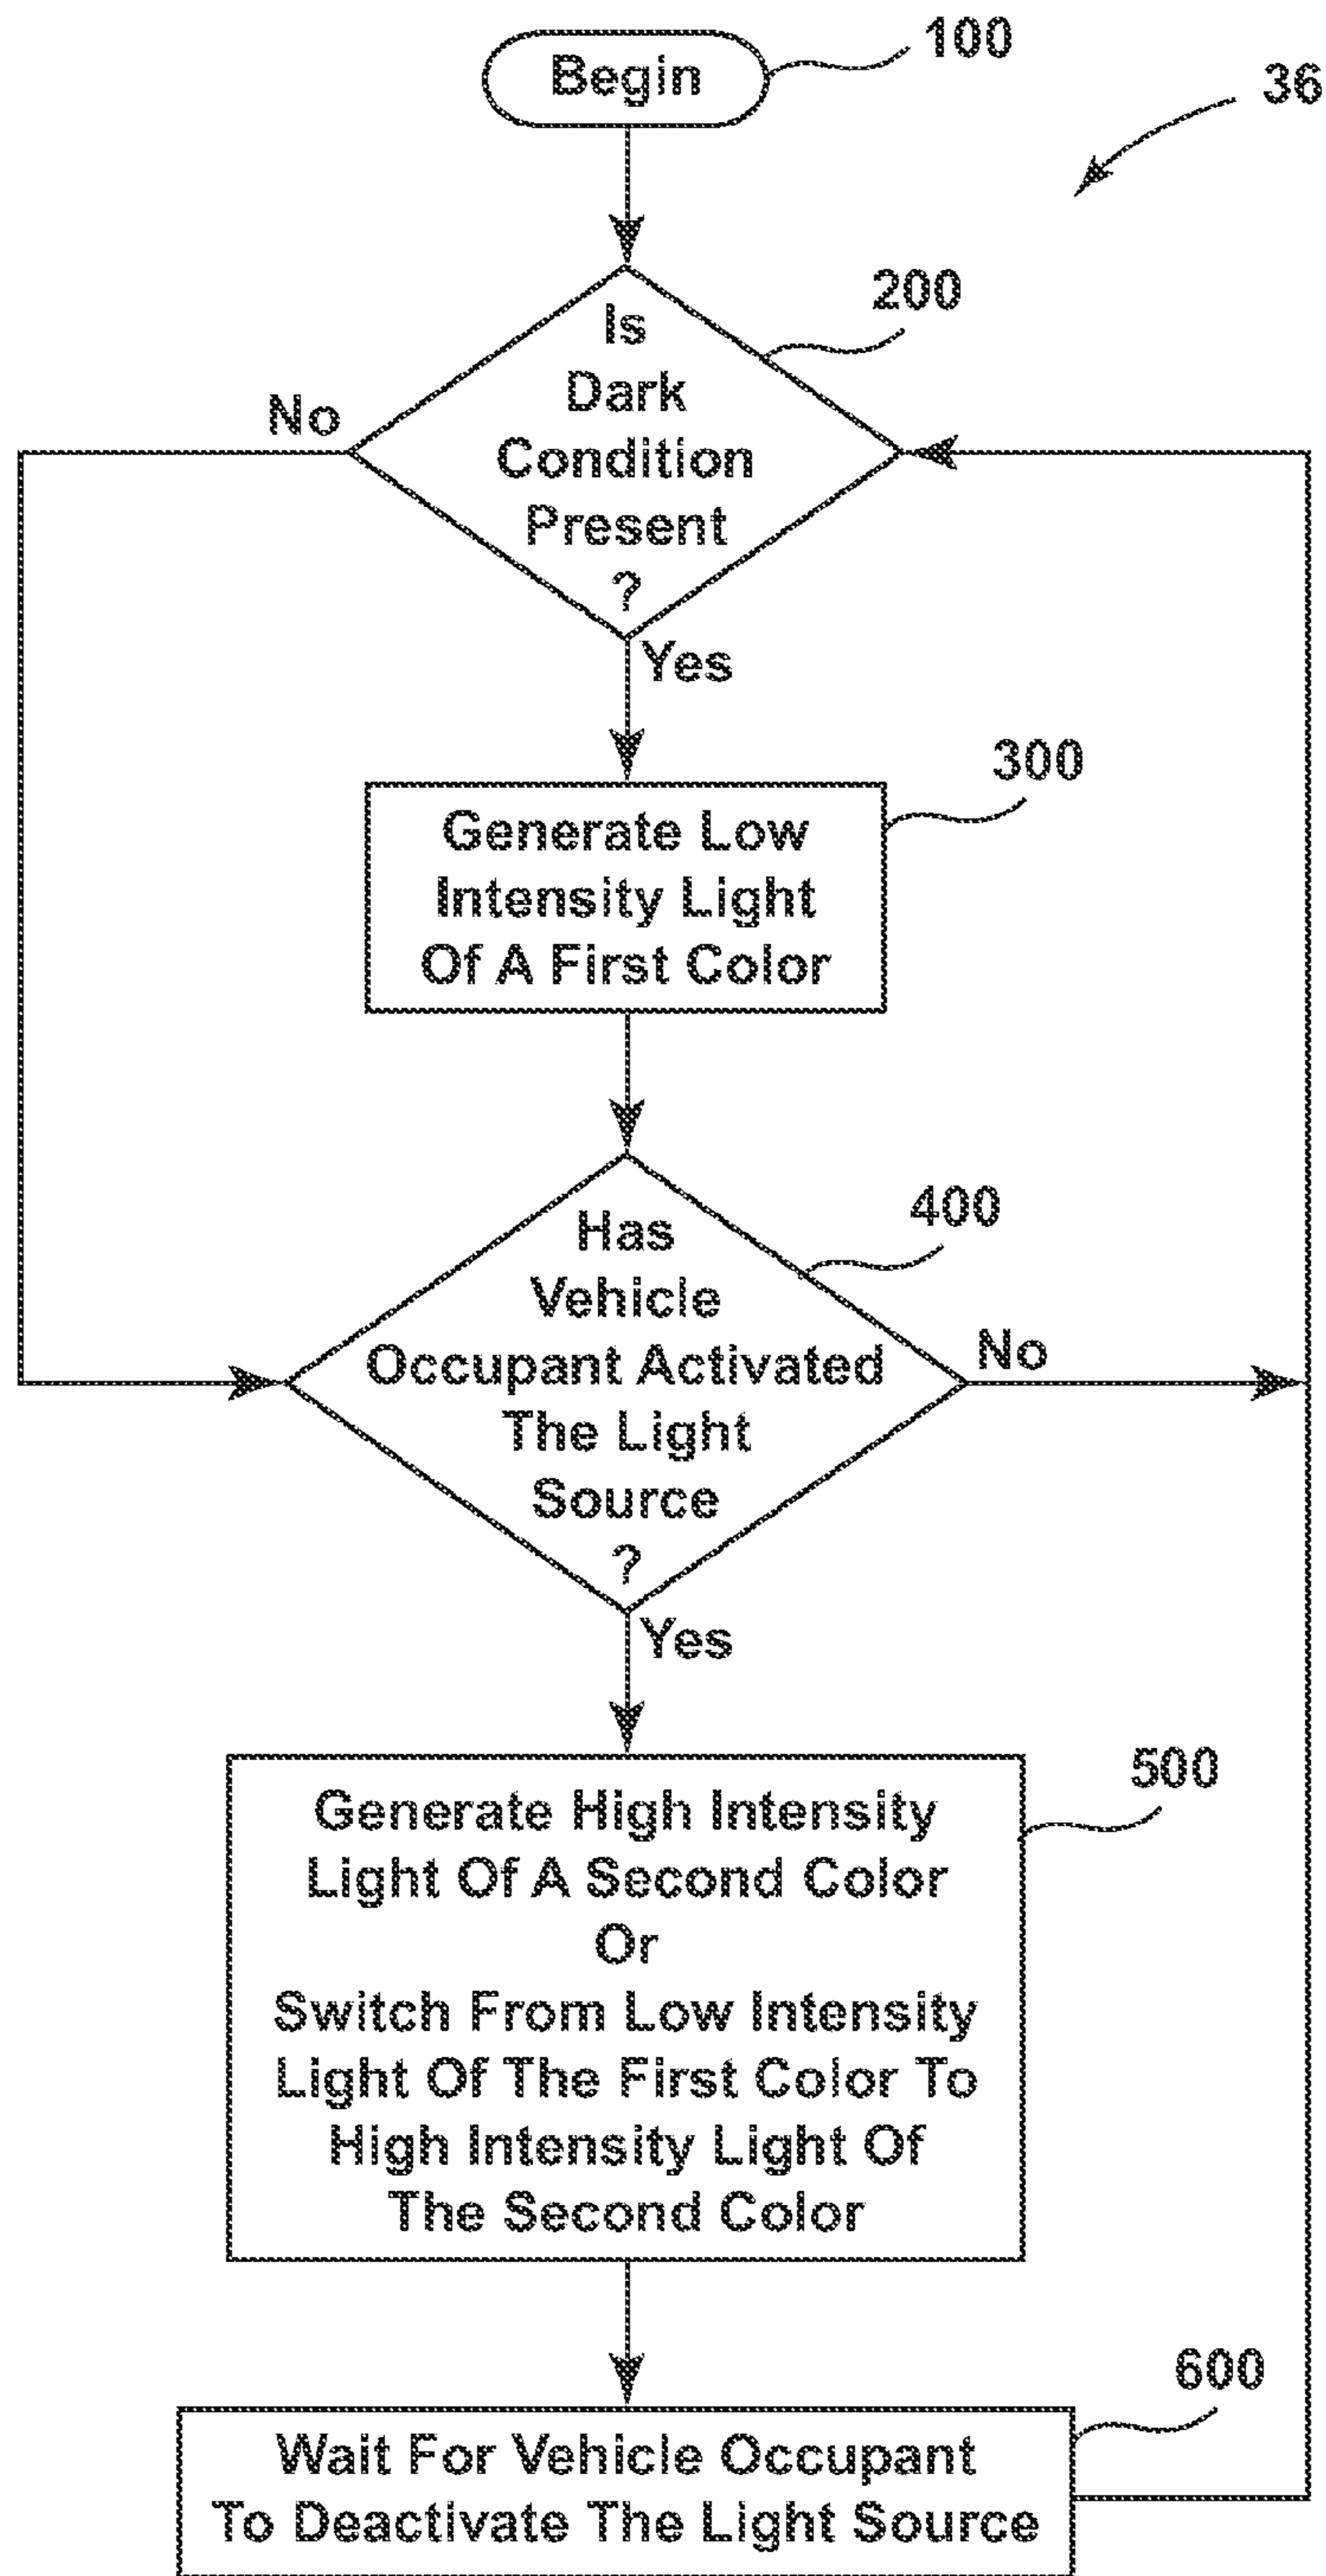 Begin
100
36
Is
Dark
Condition
Present
?
200
No
Yes
300
Generate Low
Intensity Light
Of A First Color
400
Has
Vehicle
Occupant Activated
The Light
Source
?
No
Yes
500
Generate High Intensity
Light Of A Second Color
Or
Switch From Low Intensity
Light Of The First Color To
High Intensity Light Of
The Second Color
600
Wait For Vehicle Occupant
To Deactivate The Light Source